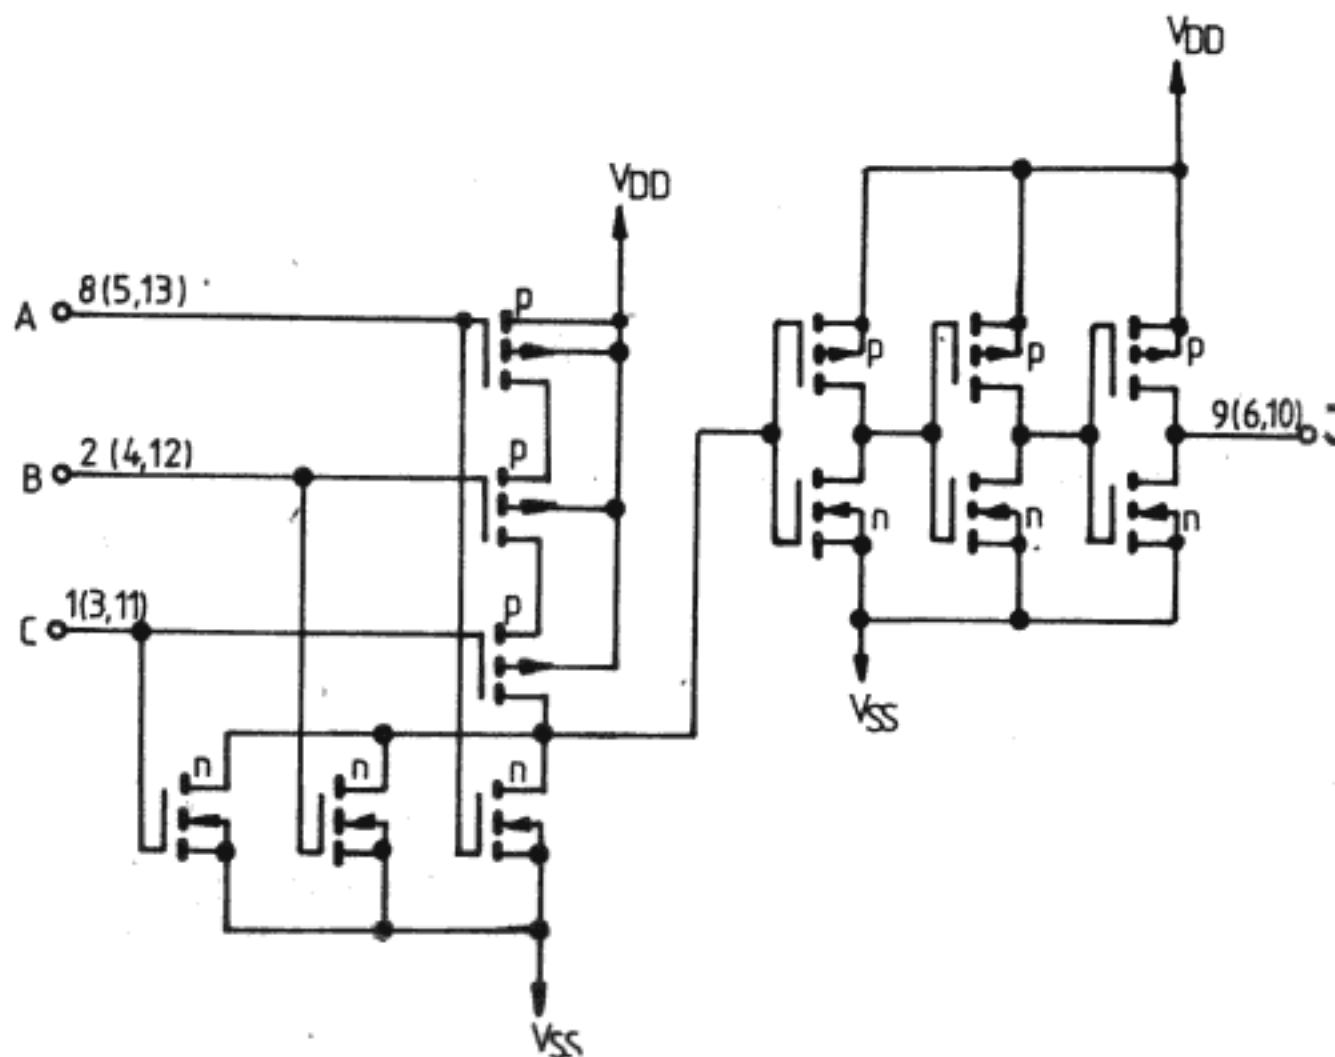 VDD
VDD
A 8(5,13)
p
p p p
B 2 (4,12)
p
9(6,10)
n n n
C 1(3,11)
p
VSS
n n n
VSS